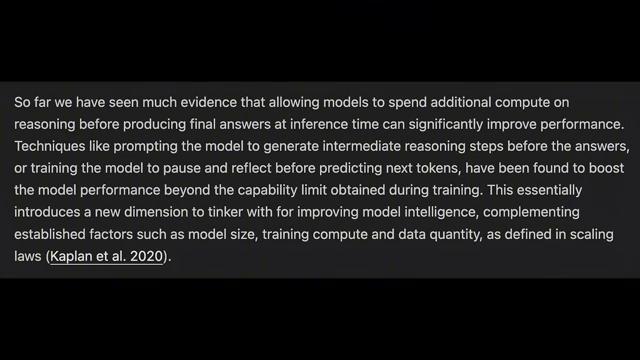 So far we have seen much evidence that allowing models to spend additional compute on
reasoning before producing final answers at inference time can significantly improve performance.
Techniques like prompting the model to generate intermediate reasoning steps before the answers,
or training the model to pause and reflect before predicting next tokens, have been found to boost
the model performance beyond the capability limit obtained during training. This essentially
introduces a new dimension to tinker with for improving model intelligence, complementing
established factors such as model size, training compute and data quantity, as defined in scaling
laws (Kaplan et al. 2020).